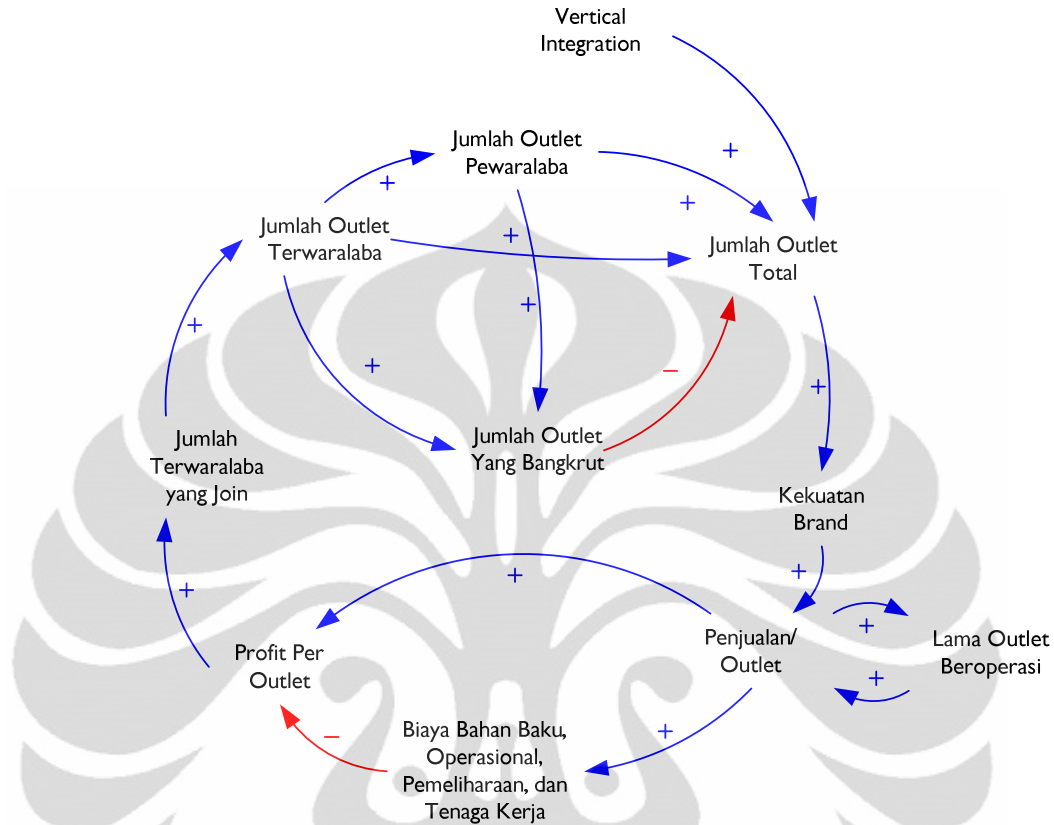 Vertical
Integration
+
Jumlah Outlet
Pewaralaba
+
+
Jumlah Outlet
Terwaralaba
+
+
Jumlah Outlet
Total
+
+
+
−
+
Jumlah
Terwaralaba
yang Join
Jumlah Outlet
Yang Bangkrut
Kekuatan
Brand
+
+
+
Profit Per
Outlet
Penjualan/
Outlet
+
+
Lama Outlet
Beroperasi
−
Biaya Bahan Baku,
Operasional,
Pemeliharaan, dan
Tenaga Kerja
+